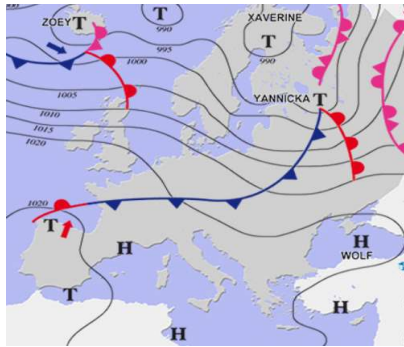 ZOEY
T
T
990
XAVERINE
T
990
995
1000
1005
1010
1015
1020
YANNICKA
T
1020
T
T
H
H
H
WOLF
H